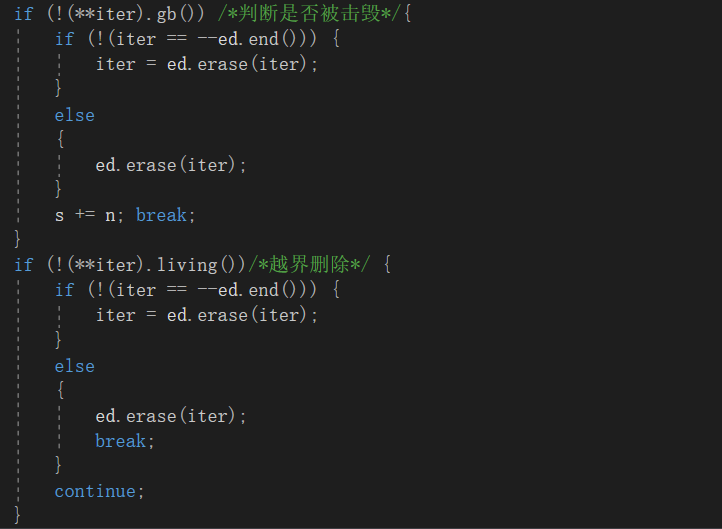 if (!(**iter).gb()) /*判断是否被击毁*/{
if (!(iter == --ed.end())) {
iter = ed.erase(iter);
}
else
{
ed.erase(iter);
}
s += n; break;
}
if (!(**iter).living())/*越界删除*/ {
if (!(iter == --ed.end())) {
iter = ed.erase(iter);
}
else
{
ed.erase(iter);
break;
}
continue;
}